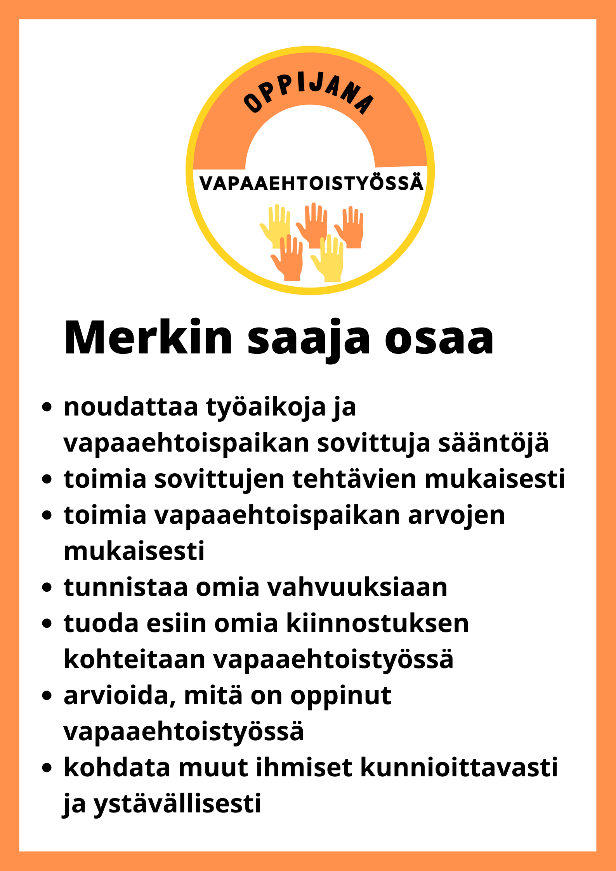 OPPIJANA
VAPAAEHTOISTYÖSSÄ
Merkin saaja osaa
• noudattaa työaikoja ja
vapaaehtoispaikan sovittuja sääntöjä
• toimia sovittujen tehtävien mukaisesti
• toimia vapaaehtoispaikan arvojen
mukaisesti
• tunnistaa omia vahvuuksiaan
• tuoda esiin omia kiinnostuksen
kohteitaan vapaaehtoistyössä
• arvioida, mitä on oppinut
vapaaehtoistyössä
• kohdata muut ihmiset kunnioittavasti
ja ystävällisesti